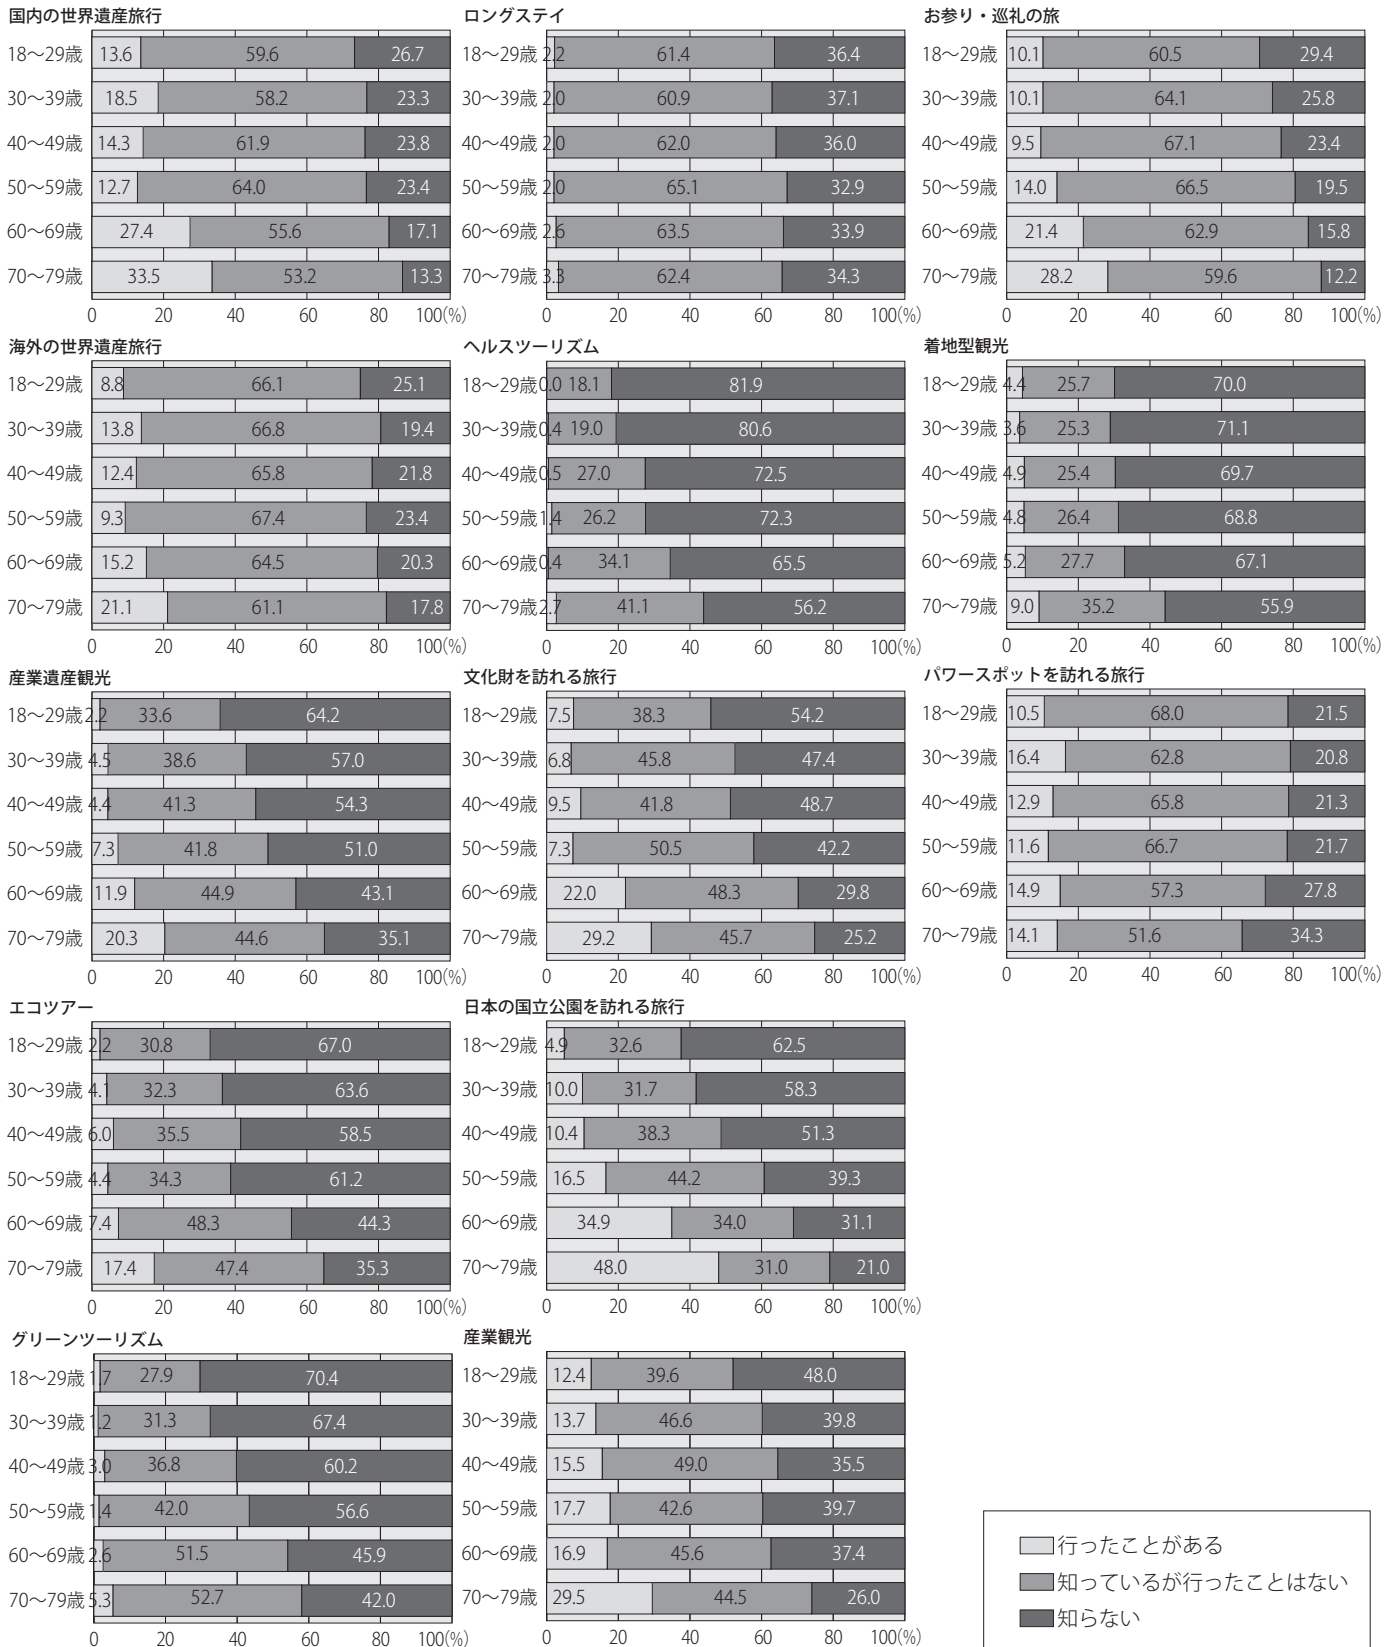 国内の世界遺産旅行
18〜29歳 13.6 59.6 26.7
30〜39歳 18.5 58.2 23.3
40〜49歳 14.3 61.9 23.8
50〜59歳 12.7 64.0 23.4
60〜69歳 27.4 55.6 17.1
70〜79歳 33.5 53.2 13.3
0 20 40 60 80 100(%)
ロングステイ
18〜29歳 2.2 61.4 36.4
30〜39歳 2.0 60.9 37.1
40〜49歳 2.0 62.0 36.0
50〜59歳 2.0 65.1 32.9
60〜69歳 2.6 63.5 33.9
70〜79歳 3.3 62.4 34.3
0 20 40 60 80 100(%)
お参り・巡礼の旅
18〜29歳 10.1 60.5 29.4
30〜39歳 10.1 64.1 25.8
40〜49歳 9.5 67.1 23.4
50〜59歳 14.0 66.5 19.5
60〜69歳 21.4 62.9 15.8
70〜79歳 28.2 59.6 12.2
0 20 40 60 80 100(%)
海外の世界遺産旅行
18〜29歳 8.8 66.1 25.1
30〜39歳 13.8 66.8 19.4
40〜49歳 12.4 65.8 21.8
50〜59歳 9.3 67.4 23.4
60〜69歳 15.2 64.5 20.3
70〜79歳 21.1 61.1 17.8
0 20 40 60 80 100(%)
ヘルスツーリズム
18〜29歳 0.0 18.1 81.9
30〜39歳 0.4 19.0 80.6
40〜49歳 0.5 27.0 72.5
50〜59歳 1.4 26.2 72.3
60〜69歳 0.4 34.1 65.5
70〜79歳 2.7 41.1 56.2
0 20 40 60 80 100(%)
着地型観光
18〜29歳 4.4 25.7 70.0
30〜39歳 3.6 25.3 71.1
40〜49歳 4.9 25.4 69.7
50〜59歳 4.8 26.4 68.8
60〜69歳 5.2 27.7 67.1
70〜79歳 9.0 35.2 55.9
0 20 40 60 80 100(%)
産業遺産観光
18〜29歳 2.2 33.6 64.2
30〜39歳 4.5 38.6 57.0
40〜49歳 4.4 41.3 54.3
50〜59歳 7.3 41.8 51.0
60〜69歳 11.9 44.9 43.1
70〜79歳 20.3 44.6 35.1
0 20 40 60 80 100(%)
文化財を訪れる旅行
18〜29歳 7.5 38.3 54.2
30〜39歳 6.8 45.8 47.4
40〜49歳 9.5 41.8 48.7
50〜59歳 7.3 50.5 42.2
60〜69歳 22.0 48.3 29.8
70〜79歳 29.2 45.7 25.2
0 20 40 60 80 100(%)
パワースポットを訪れる旅行
18〜29歳 10.5 68.0 21.5
30〜39歳 16.4 62.8 20.8
40〜49歳 12.9 65.8 21.3
50〜59歳 11.6 66.7 21.7
60〜69歳 14.9 57.3 27.8
70〜79歳 14.1 51.6 34.3
0 20 40 60 80 100(%)
エコツアー
18〜29歳 2.2 30.8 67.0
30〜39歳 4.1 32.3 63.6
40〜49歳 6.0 35.5 58.5
50〜59歳 4.4 34.3 61.2
60〜69歳 7.4 48.3 44.3
70〜79歳 17.4 47.4 35.3
0 20 40 60 80 100(%)
日本の国立公園を訪れる旅行
18〜29歳 4.9 32.6 62.5
30〜39歳 10.0 31.7 58.3
40〜49歳 10.4 38.3 51.3
50〜59歳 16.5 44.2 39.3
60〜69歳 34.9 34.0 31.1
70〜79歳 48.0 31.0 21.0
0 20 40 60 80 100(%)
グリーンツーリズム
18〜29歳 1.7 27.9 70.4
30〜39歳 1.2 31.3 67.4
40〜49歳 3.0 36.8 60.2
50〜59歳 1.4 42.0 56.6
60〜69歳 2.6 51.5 45.9
70〜79歳 5.3 52.7 42.0
0 20 40 60 80 100(%)
産業観光
18〜29歳 12.4 39.6 48.0
30〜39歳 13.7 46.6 39.8
40〜49歳 15.5 49.0 35.5
50〜59歳 17.7 42.6 39.7
60〜69歳 16.9 45.6 37.4
70〜79歳 29.5 44.5 26.0
0 20 40 60 80 100(%)
行ったことがある
知っているが行ったことはない
知らない